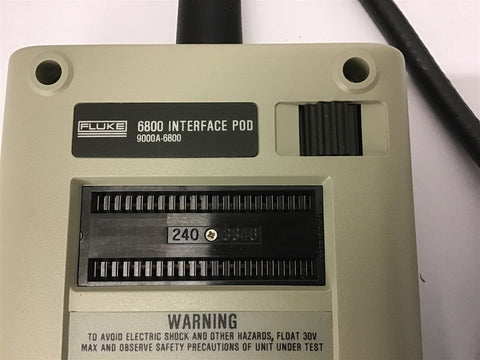 FLUKE
6800 INTERFACE POD
9000A-6800
240 3346
WARNING
TO AVOID ELECTRIC SHOCK AND OTHER HAZARDS, FLOAT 30V
MAX AND OBSERVE SAFETY PRECAUTIONS OF UNIT UNDER TEST